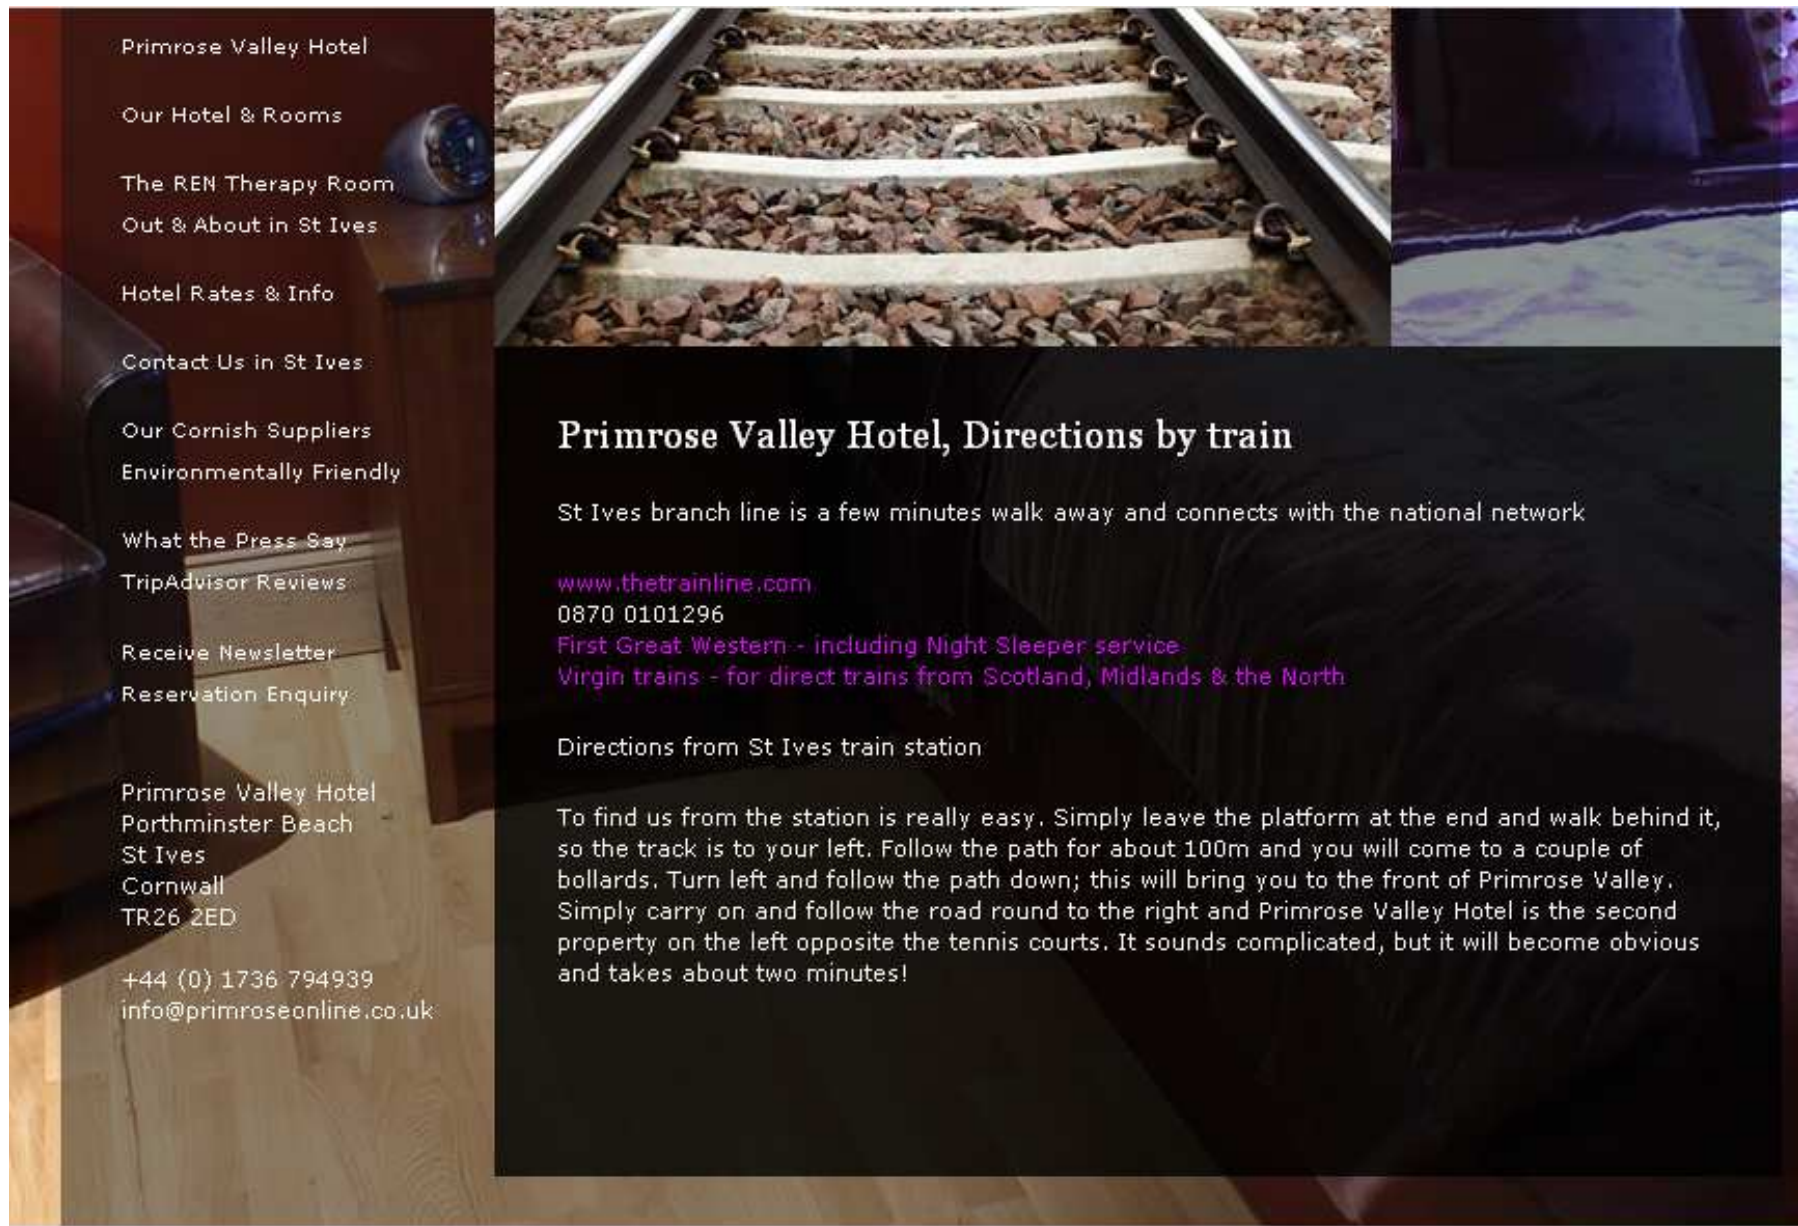 Primrose Valley Hotel
Our Hotel & Rooms
The REN Therapy Room
Out & About in St Ives
Hotel Rates & Info
Contact Us in St Ives
Our Cornish Suppliers
Environmentally Friendly
What the Press Say
TripAdvisor Reviews
Receive Newsletter
Reservation Enquiry
Primrose Valley Hotel
Porthminster Beach
St Ives
Cornwall
TR26 2ED
+44 (0) 1736 794939
info@primroseonline.co.uk
Primrose Valley Hotel, Directions by train
St Ives branch line is a few minutes walk away and connects with the national network
www.thetrainline.com
0870 0101296
First Great Western - including Night Sleeper service
Virgin trains - for direct trains from Scotland, Midlands & the North
Directions from St Ives train station
To find us from the station is really easy. Simply leave the platform at the end and walk behind it,
so the track is to your left. Follow the path for about 100m and you will come to a couple of
bollards. Turn left and follow the path down; this will bring you to the front of Primrose Valley.
Simply carry on and follow the road round to the right and Primrose Valley Hotel is the second
property on the left opposite the tennis courts. It sounds complicated, but it will become obvious
and takes about two minutes!